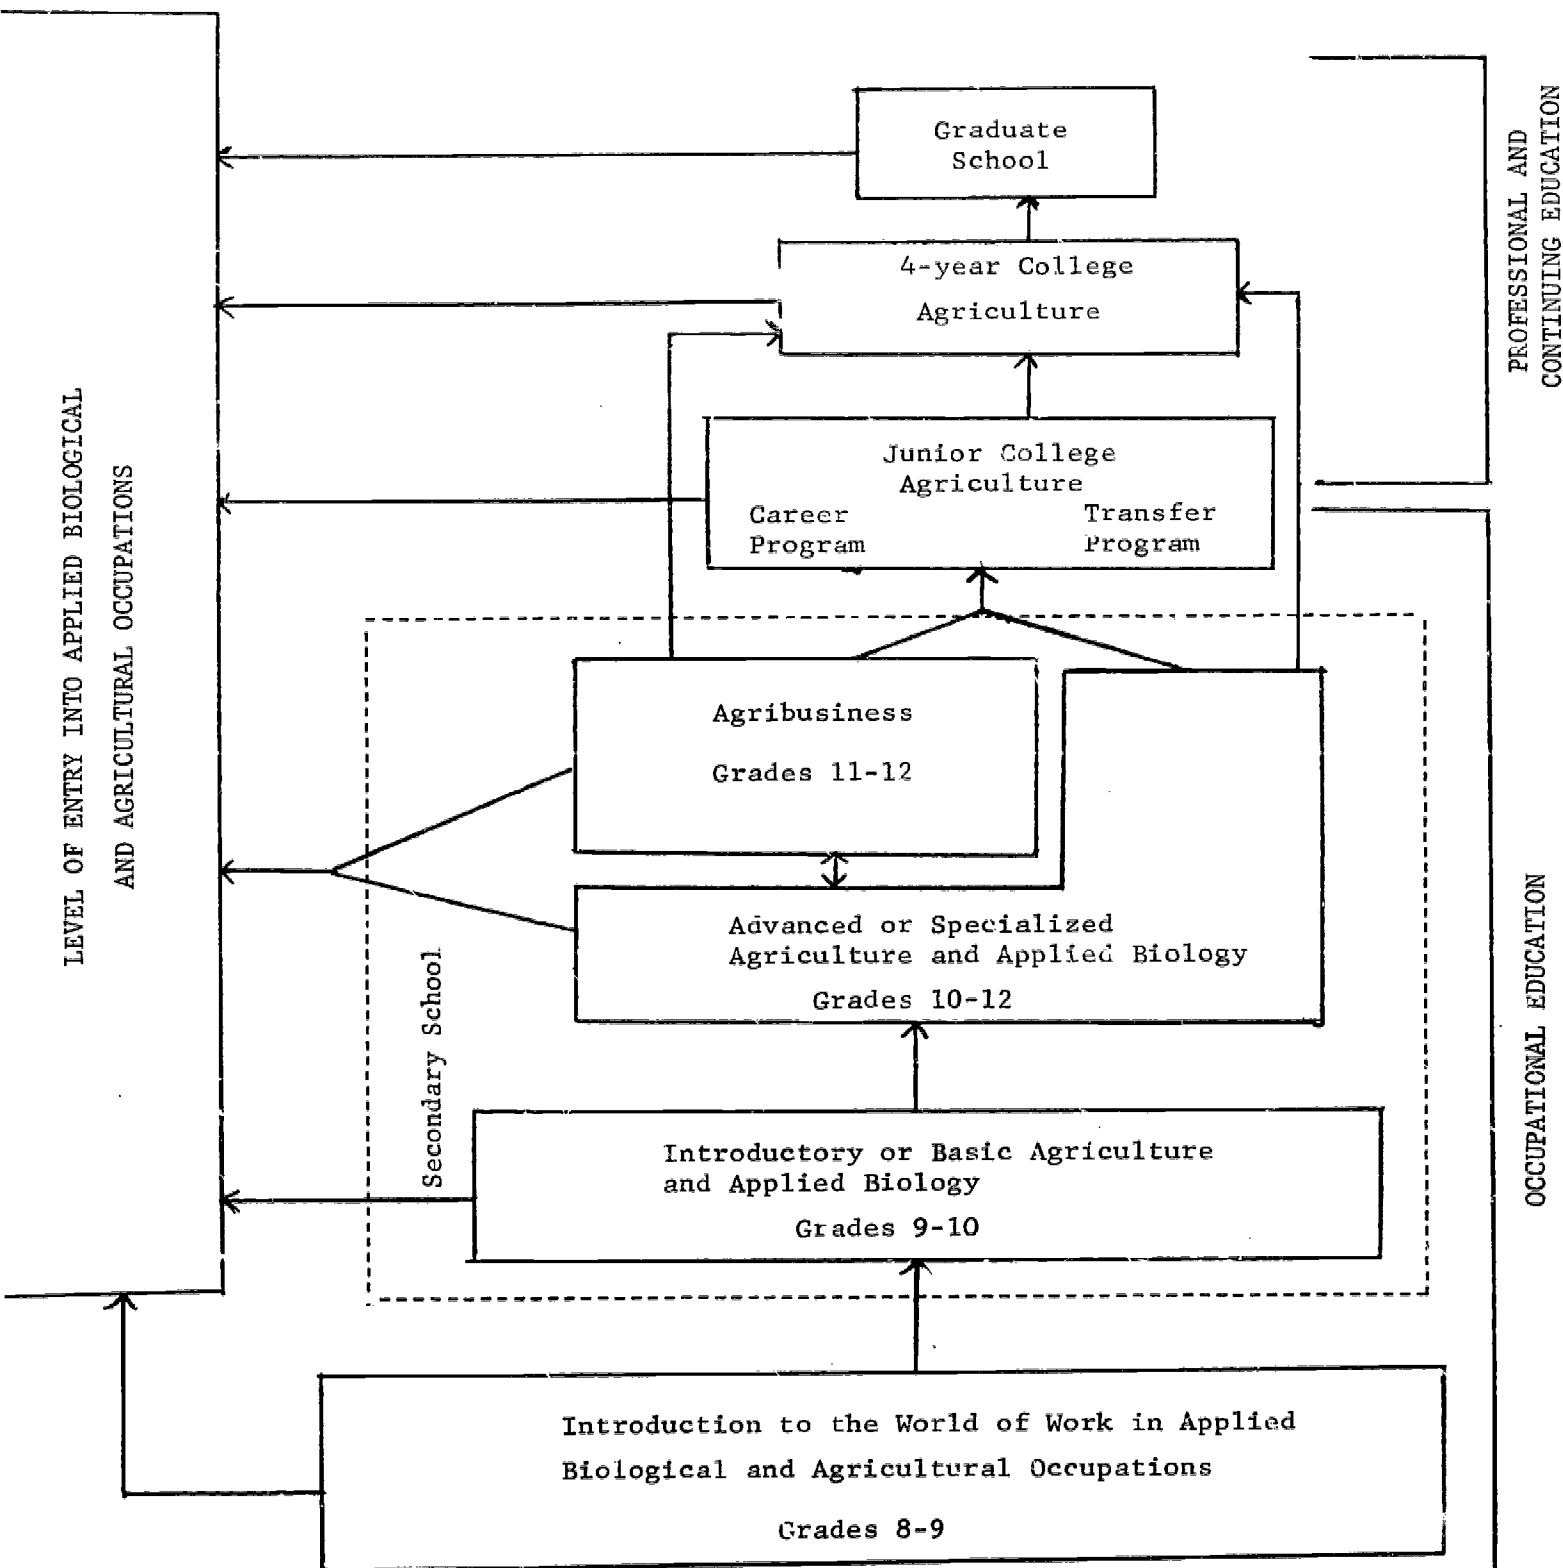 Graduate
School
4-year College
Agriculture
Junior College
Agriculture
Career
Program
Transfer
Program
Agribusiness
Grades 11-12
Advanced or Specialized
Agriculture and Applied Biology
Grades 10-12
Secondary School
Introductory or Basic Agriculture
and Applied Biology
Grades 9-10
Introduction to the World of Work in Applied
Biological and Agricultural Occupations
Grades 8-9
LEVEL OF ENTRY INTO APPLIED BIOLOGICAL
AND AGRICULTURAL OCCUPATIONS
PROFESSIONAL AND
CONTINUING EDUCATION
OCCUPATIONAL EDUCATION